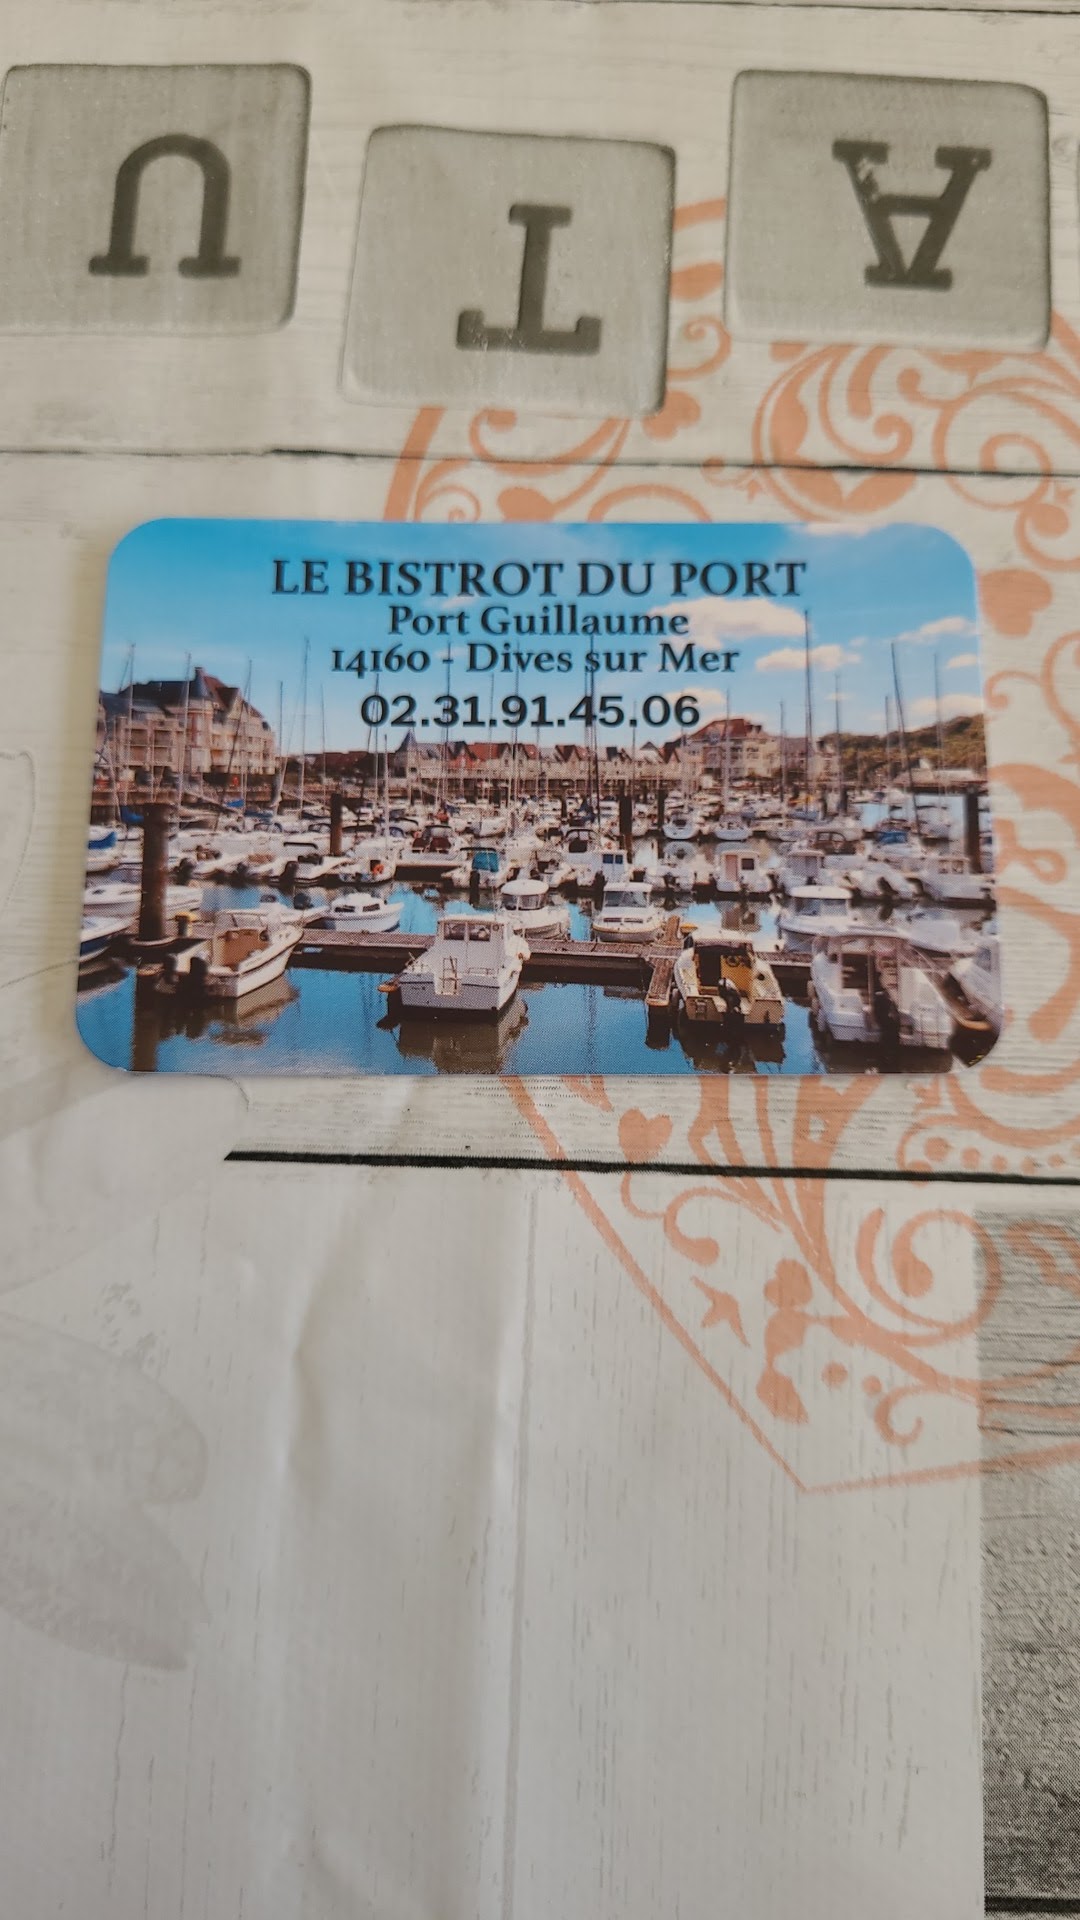 U T A
LE BISTROT DU PORT
Port Guillaume
14160 - Dives sur Mer
02.31.91.45.06